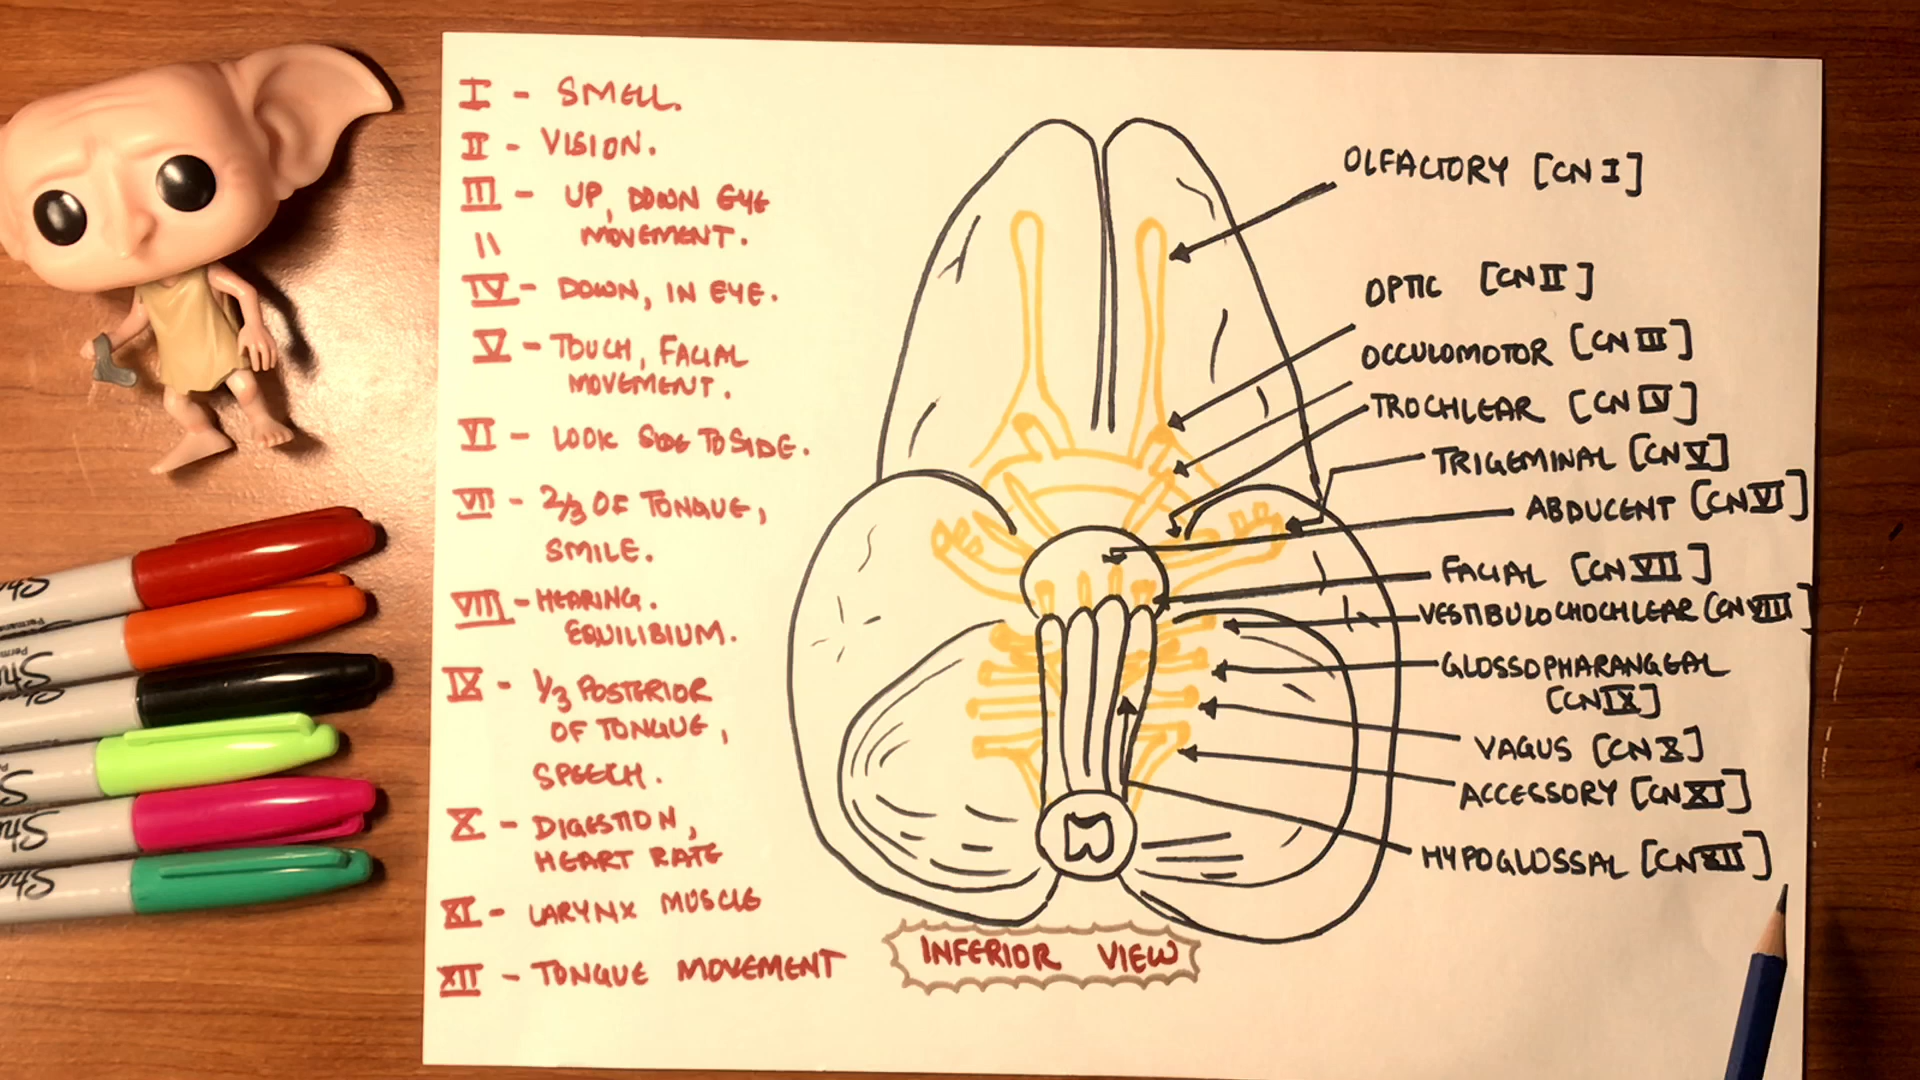 I - SMELL.
II - VISION.
III - UP, DOWN EYE
MOVEMENT.
IV - DOWN, IN EYE.
V - TOUCH, FACIAL
MOVEMENT.
VI - LOOK SIDE TO SIDE.
VII - 2/3 OF TONGUE,
SMILE.
VIII - HEARING.
EQUILIBIUM.
IX - 1/3 POSTERIOR
OF TONGUE,
SPEECH.
X - DIGESTION,
HEART RATE
XI - LARYNX MUSCLE
XII - TONGUE MOVEMENT
OLFACTORY [CN I]
OPTIC [CN II]
OCCULOMOTOR [CN III]
TROCHLEAR [CN IV]
TRIGEMINAL [CN V]
ABDUCENT [CN VI]
FACIAL [CN VII]
VESTIBULOCHOCHLEAR [CN VIII]
GLOSSOPHARANGEAL
[CN IX]
VAGUS [CN X]
ACCESSORY [CN XI]
HYPOGLOSSAL [CN XII]
INFERIOR VIEW